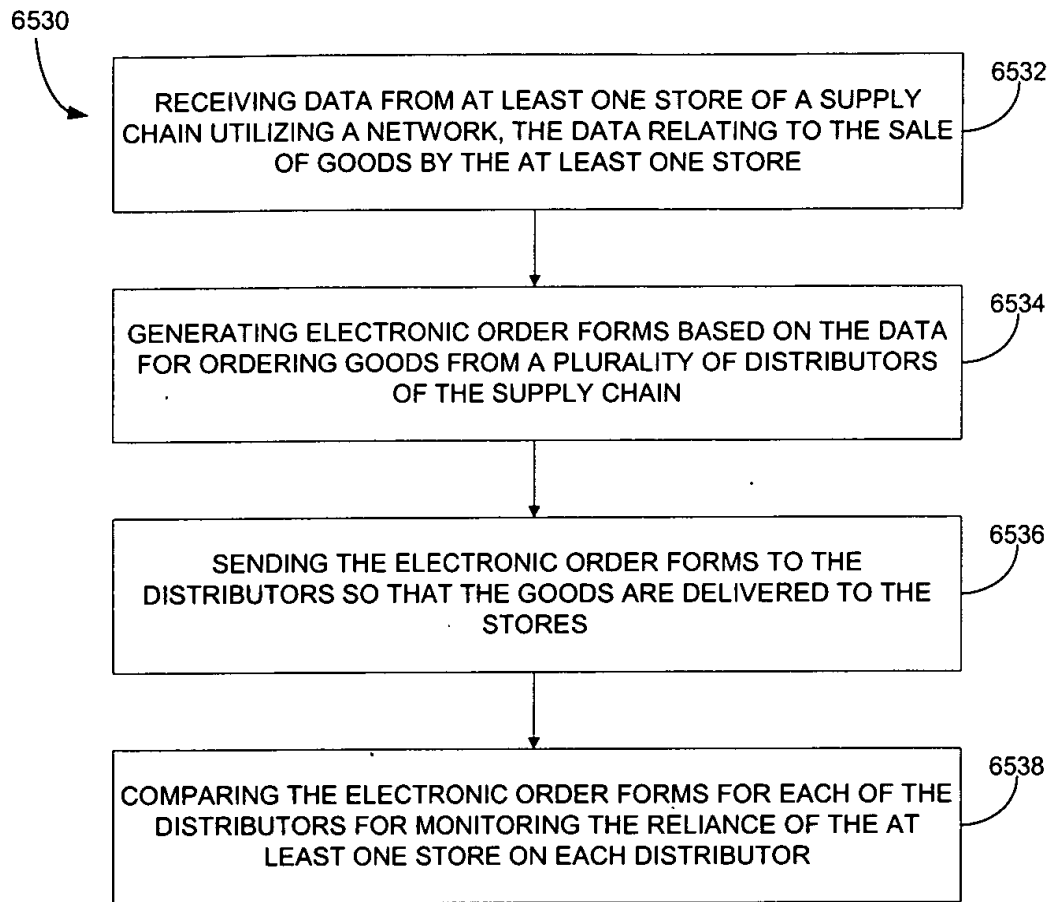 6530
6532
RECEIVING DATA FROM AT LEAST ONE STORE OF A SUPPLY
CHAIN UTILIZING A NETWORK, THE DATA RELATING TO THE SALE
OF GOODS BY THE AT LEAST ONE STORE
6534
GENERATING ELECTRONIC ORDER FORMS BASED ON THE DATA
FOR ORDERING GOODS FROM A PLURALITY OF DISTRIBUTORS
OF THE SUPPLY CHAIN
6536
SENDING THE ELECTRONIC ORDER FORMS TO THE
DISTRIBUTORS SO THAT THE GOODS ARE DELIVERED TO THE
STORES
6538
COMPARING THE ELECTRONIC ORDER FORMS FOR EACH OF THE
DISTRIBUTORS FOR MONITORING THE RELIANCE OF THE AT
LEAST ONE STORE ON EACH DISTRIBUTOR